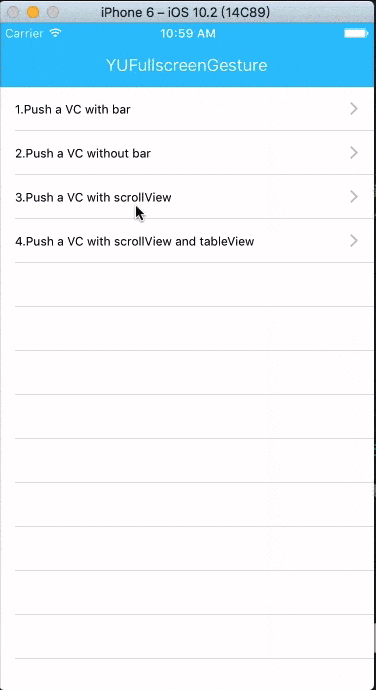 iPhone 6 – iOS 10.2 (14C89)
Carrier 10:59 AM
YUFullscreenGesture
1.Push a VC with bar
2.Push a VC without bar
3.Push a VC with scrollView
4.Push a VC with scrollView and tableView